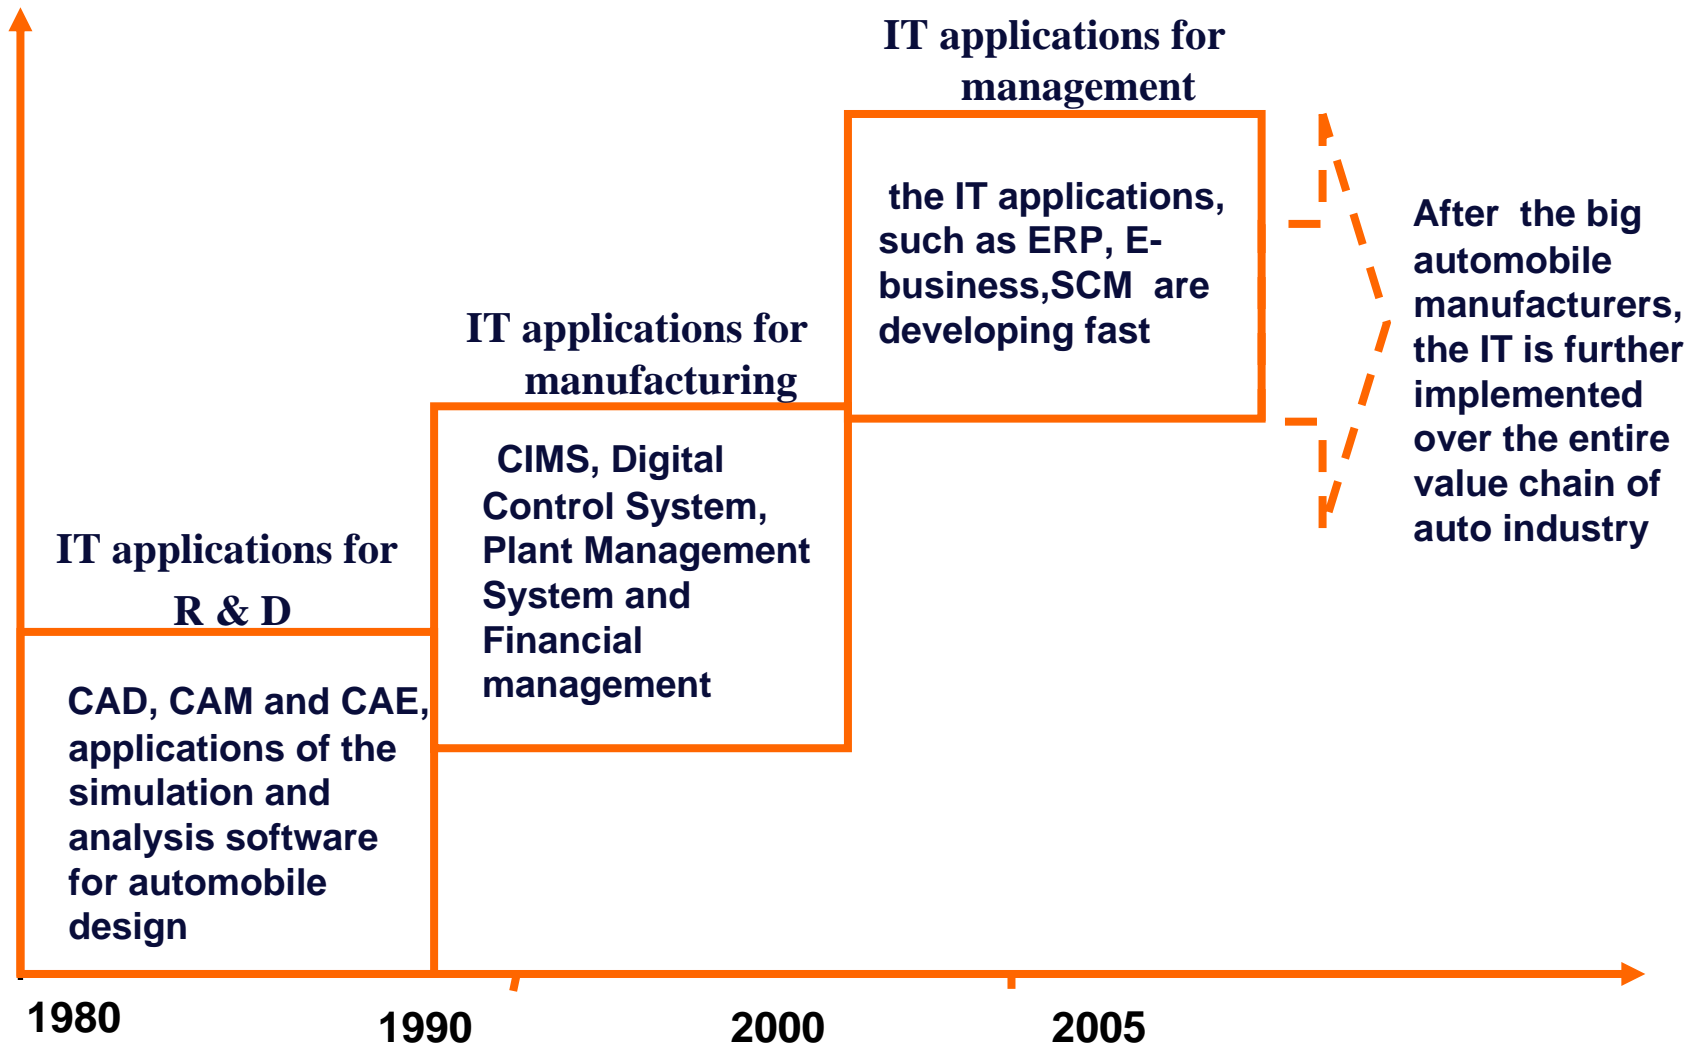 IT applications for
management
the IT applications,
such as ERP, E-
business,SCM are
developing fast
After the big
automobile
manufacturers,
the IT is further
implemented
over the entire
value chain of
auto industry
IT applications for
manufacturing
CIMS, Digital
Control System,
Plant Management
System and
Financial
management
IT applications for
R & D
CAD, CAM and CAE,
applications of the
simulation and
analysis software
for automobile
design
1980
1990
2000
2005